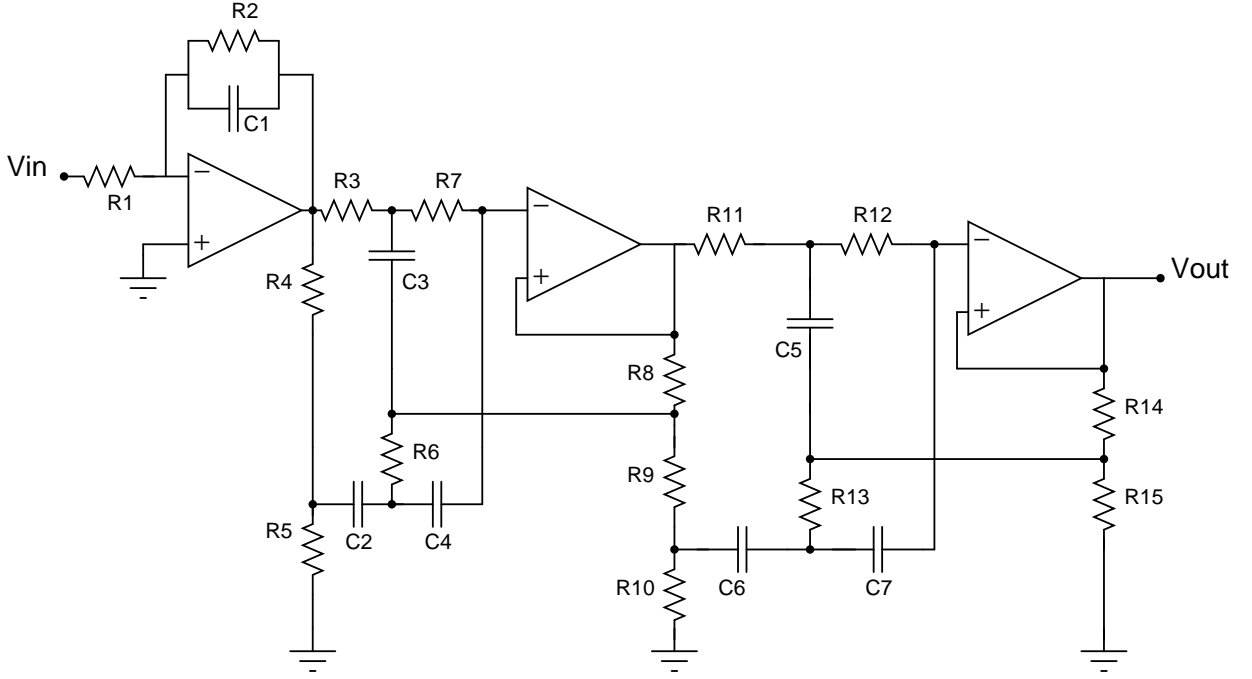 R2
C1
Vin
R1
−
+
R3
R7
R4
C3
−
+
R11
R12
−
+
Vout
C5
R8
R14
R6
R9
R13
R15
R5
C2
C4
R10
C6
C7